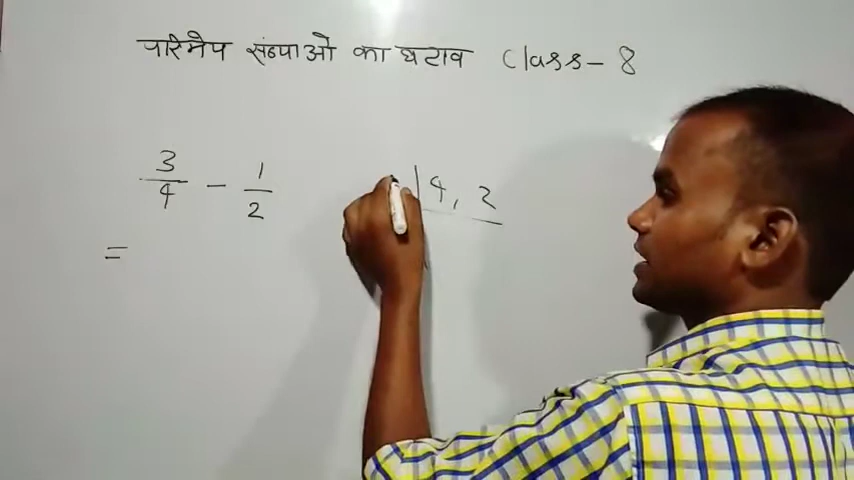 परिमेय संख्याओ का घटाव Class-8
3/4 - 1/2
4, 2
=